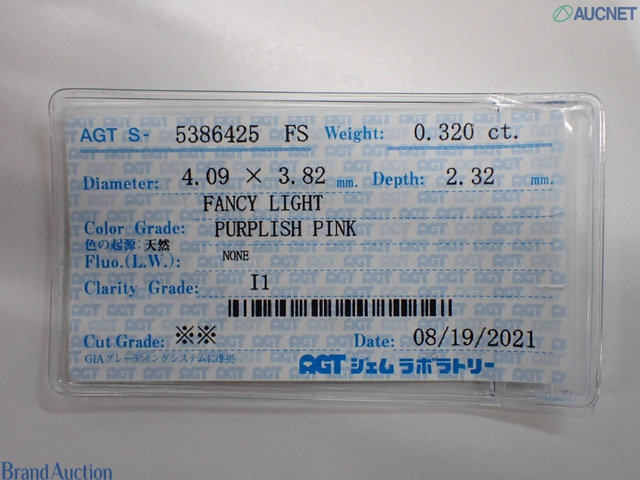 AUCNET
AGT S- 5386425 FS Weight: 0.320 ct.
Diameter: 4.09 × 3.82 mm. Depth: 2.32 mm.
FANCY LIGHT
Color Grade: PURPLISH PINK
色の起源: 天然
Fluo.(L.W.): NONE
Clarity Grade: I1
Cut Grade: ※※ Date: 08/19/2021
GIAグレーディングシステムに準拠
AGT ジェム ラボラトリー
Brand Auction